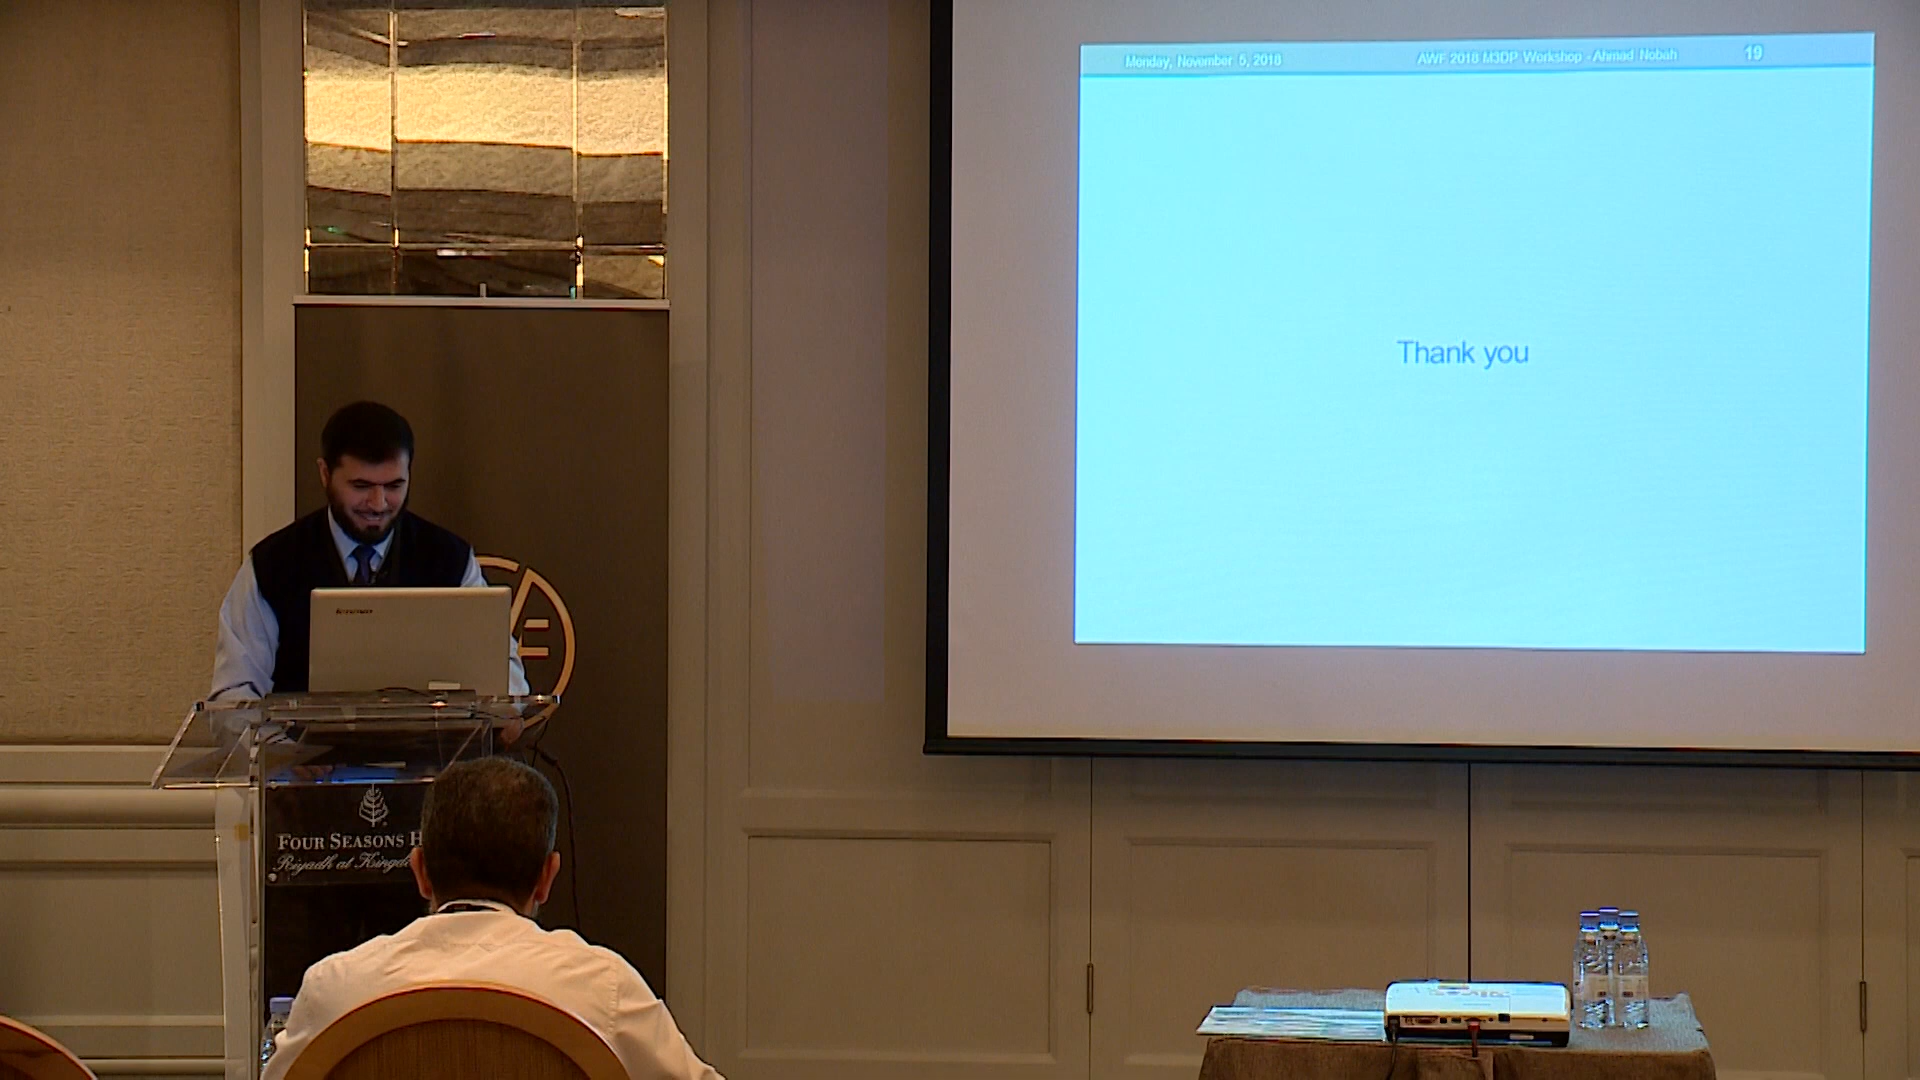 Monday, November 5, 2018
AWF 2018 M3DP Workshop - Ahmad Nobah
19
Thank you
lenovo
FOUR SEASONS H
Riyadh at Kingd